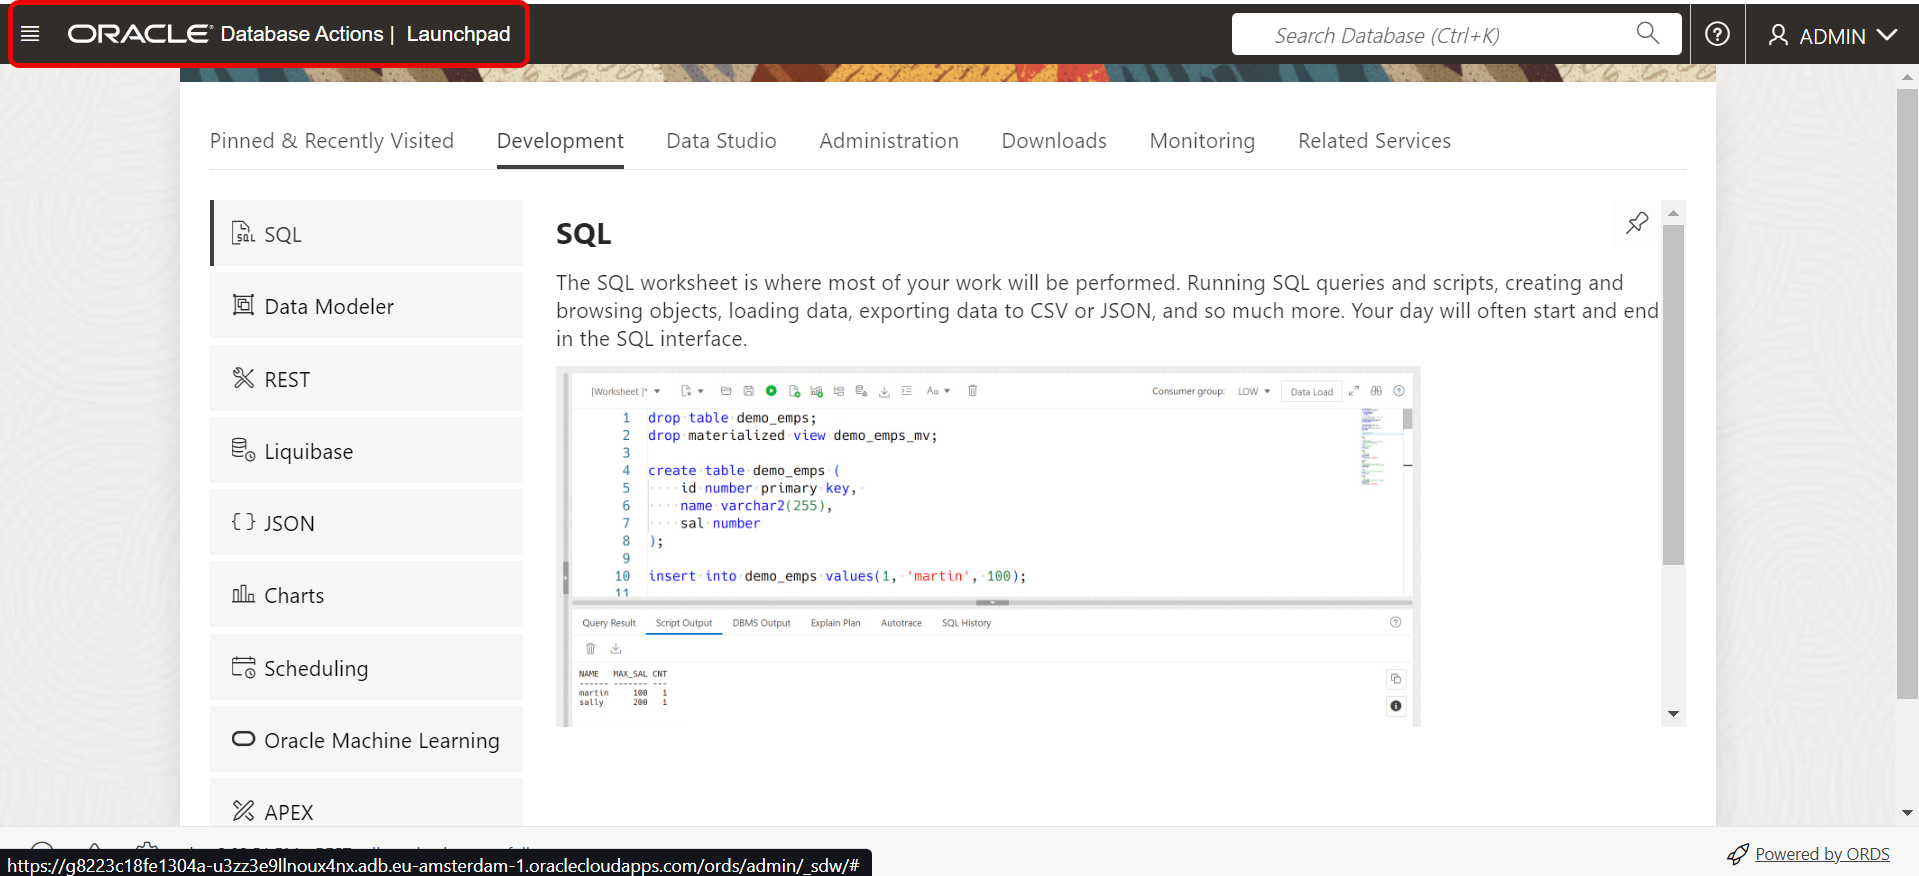 ORACLE® Database Actions | Launchpad
Search Database (Ctrl+K)
ADMIN
Pinned & Recently Visited
Development
Data Studio
Administration
Downloads
Monitoring
Related Services
SQL
Data Modeler
REST
Liquibase
{ } JSON
Charts
Scheduling
Oracle Machine Learning
APEX
SQL
The SQL worksheet is where most of your work will be performed. Running SQL queries and scripts, creating and
browsing objects, loading data, exporting data to CSV or JSON, and so much more. Your day will often start and end
in the SQL interface.
[Worksheet ]*
Aa
Consumer group: LOW
Data Load
1 drop table demo_emps;
2 drop materialized view demo_emps_mv;
3
4 create table demo_emps (
5 id number primary key,
6 name varchar2(255),
7 sal number
8 );
9
10 insert into demo_emps values(1, 'martin', 100);
11
Query Result
Script Output
DBMS Output
Explain Plan
Autotrace
SQL History
NAME MAX_SAL CNT
------ ------- ---
martin 100 1
sally 200 1
https://g8223c18fe1304a-u3zz3e9llnoux4nx.adb.eu-amsterdam-1.oraclecloudapps.com/ords/admin/_sdw/#
Powered by ORDS